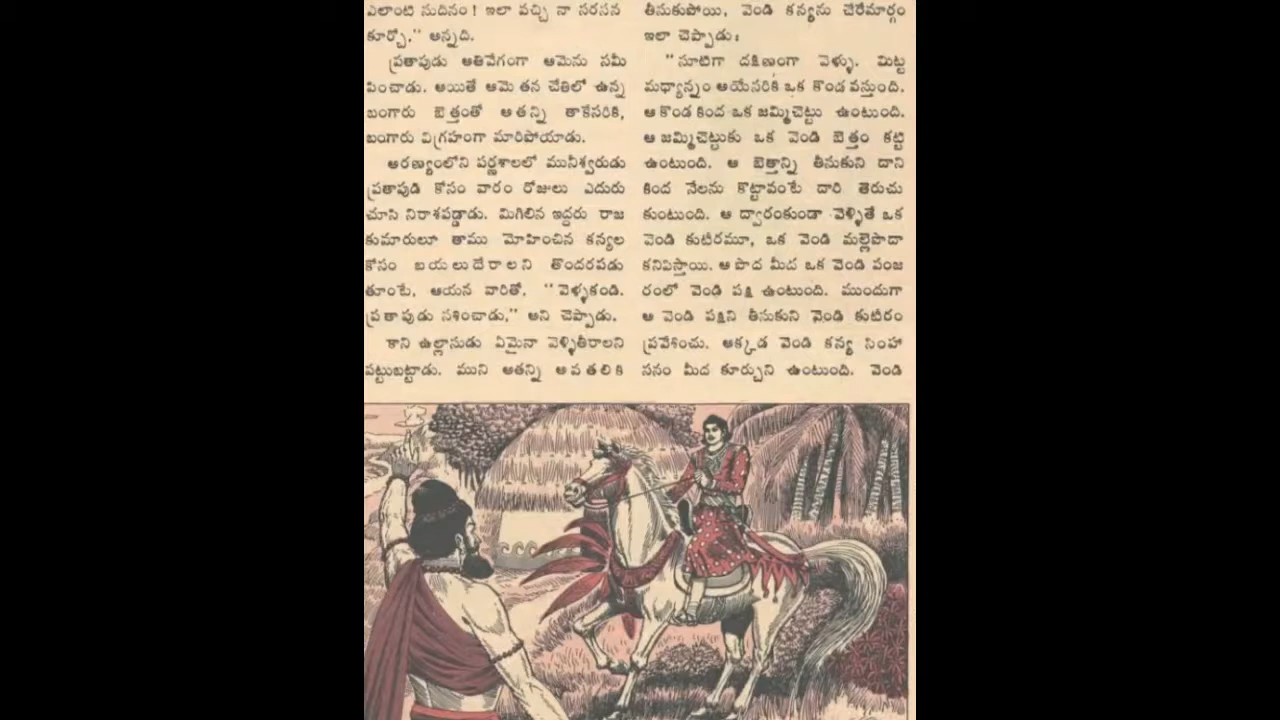 ఎలాంటి సుదినం! ఇలా వచ్చి నా సరసన
కూర్చో." అన్నది.
ప్రతాపుడు అతివేగంగా ఆమెను సమీ
పించాడు. అయితే ఆమె తన చేతిలో ఉన్న
బంగారు బెత్తంతో అతన్ని తాకేసరికి,
బంగారు విగ్రహంగా మారిపోయాడు.
అరణ్యంలోని పర్ణశాలలో మునీశ్వరుడు
ప్రతాపుడి కోసం వారం రోజులు ఎదురు
చూసి నిరాశపడ్డాడు. మిగిలిన ఇద్దరు రాజ
కుమారులూ తాము మోహించిన కన్యల
కోసం బయలుదేరాలని తొందరపడు
తూంటే, ఆయన వారితో, "వెళ్ళకండి.
ప్రతాపుడు నశించాడు," అని చెప్పాడు.
కాని ఉల్లాసుడు ఏమైనా వెళ్ళితీరాలని
పట్టుబట్టాడు. ముని అతన్ని అవతలికి
తీసుకుపోయి, వెండి కన్యను చేరేమార్గం
ఇలా చెప్పాడు:
"సూటిగా దక్షిణంగా వెళ్ళు. మిట్ట
మధ్యాన్నం అయేసరికి ఒక కొండ వస్తుంది.
ఆ కొండ కింద ఒక జమ్మిచెట్టు ఉంటుంది.
ఆ జమ్మిచెట్టుకు ఒక వెండి బెత్తం కట్టి
ఉంటుంది. ఆ బెత్తాన్ని తీసుకుని దాని
కింద నేలను కొట్టావంటే దారి తెరుచు
కుంటుంది. ఆ ద్వారంకుండా వెళ్ళితే ఒక
వెండి కుటీరమూ, ఒక వెండి మల్లెపొదా
కనిపిస్తాయి. ఆ పొద మీద ఒక వెండి పంజ
రంలో వెండి పక్షి ఉంటుంది. ముందుగా
ఆ వెండి పక్షిని తీసుకుని వెండి కుటీరం
ప్రవేశించు. అక్కడ వెండి కన్య సింహా
సనం మీద కూర్చుని ఉంటుంది. వెండి